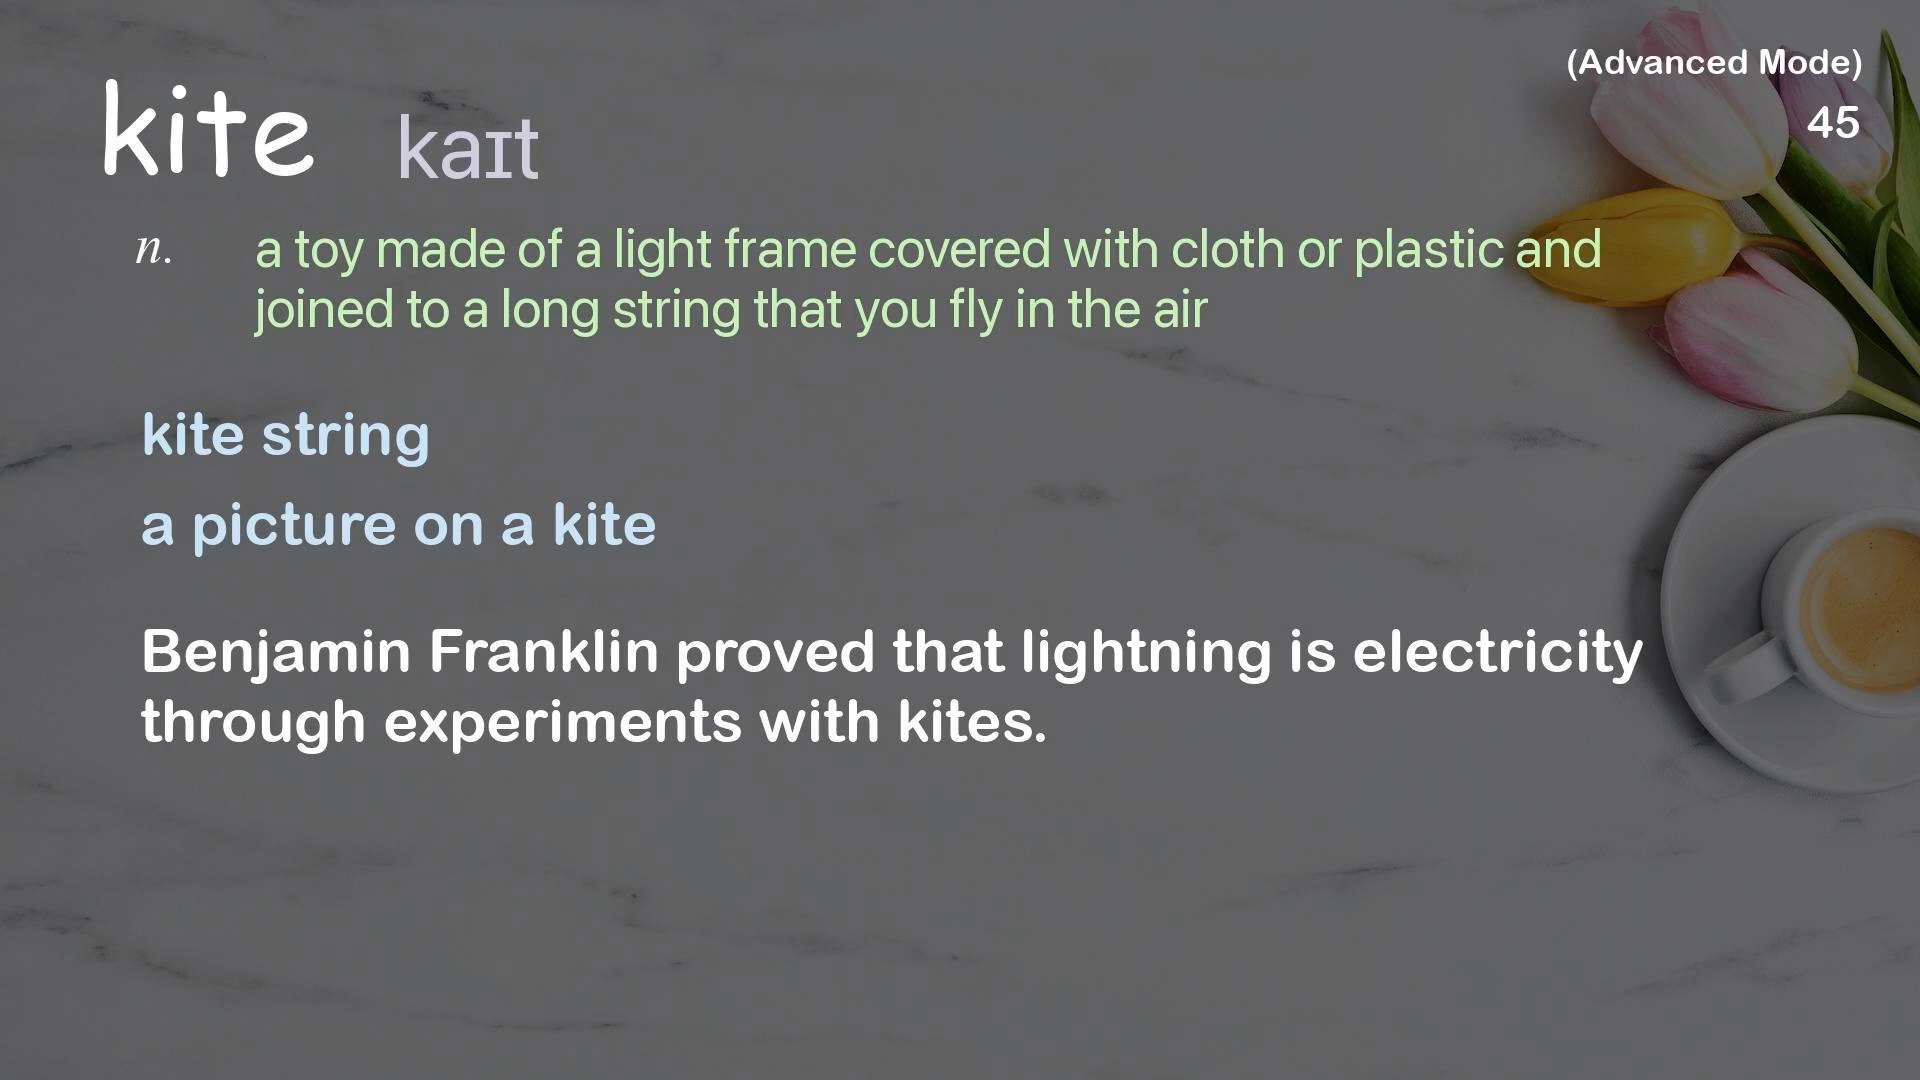 (Advanced Mode)
45
kite kaɪt
n. a toy made of a light frame covered with cloth or plastic and
joined to a long string that you fly in the air
kite string
a picture on a kite
Benjamin Franklin proved that lightning is electricity
through experiments with kites.